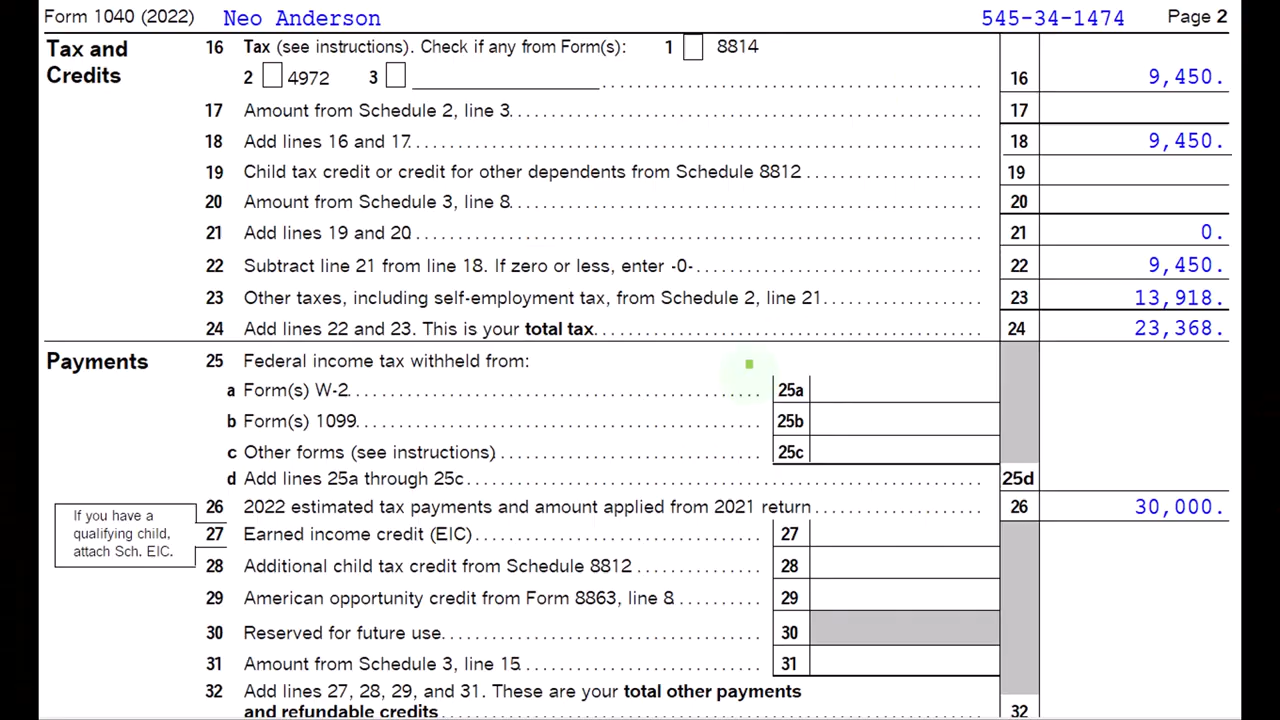 Form 1040 (2022) Neo Anderson 545-34-1474 Page 2
Tax and Credits
16 Tax (see instructions). Check if any from Form(s): 1 8814
2 4972 3 16 9,450.
17 Amount from Schedule 2, line 3 17
18 Add lines 16 and 17 18 9,450.
19 Child tax credit or credit for other dependents from Schedule 8812 19
20 Amount from Schedule 3, line 8 20
21 Add lines 19 and 20 21 0.
22 Subtract line 21 from line 18. If zero or less, enter -0- 22 9,450.
23 Other taxes, including self-employment tax, from Schedule 2, line 21 23 13,918.
24 Add lines 22 and 23. This is your total tax 24 23,368.
Payments
25 Federal income tax withheld from:
a Form(s) W-2 25a
b Form(s) 1099 25b
c Other forms (see instructions) 25c
d Add lines 25a through 25c 25d
26 2022 estimated tax payments and amount applied from 2021 return 26 30,000.
If you have a
qualifying child,
attach Sch. EIC.
27 Earned income credit (EIC) 27
28 Additional child tax credit from Schedule 8812 28
29 American opportunity credit from Form 8863, line 8 29
30 Reserved for future use 30
31 Amount from Schedule 3, line 15 31
32 Add lines 27, 28, 29, and 31. These are your total other payments
and refundable credits 32